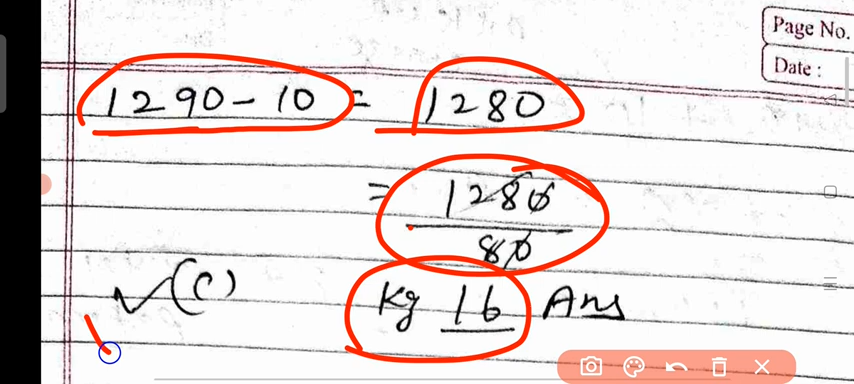 Page No.
Date :
1290 - 10 = 1280
= 1280
80
✓(C) Kg 16 Ans